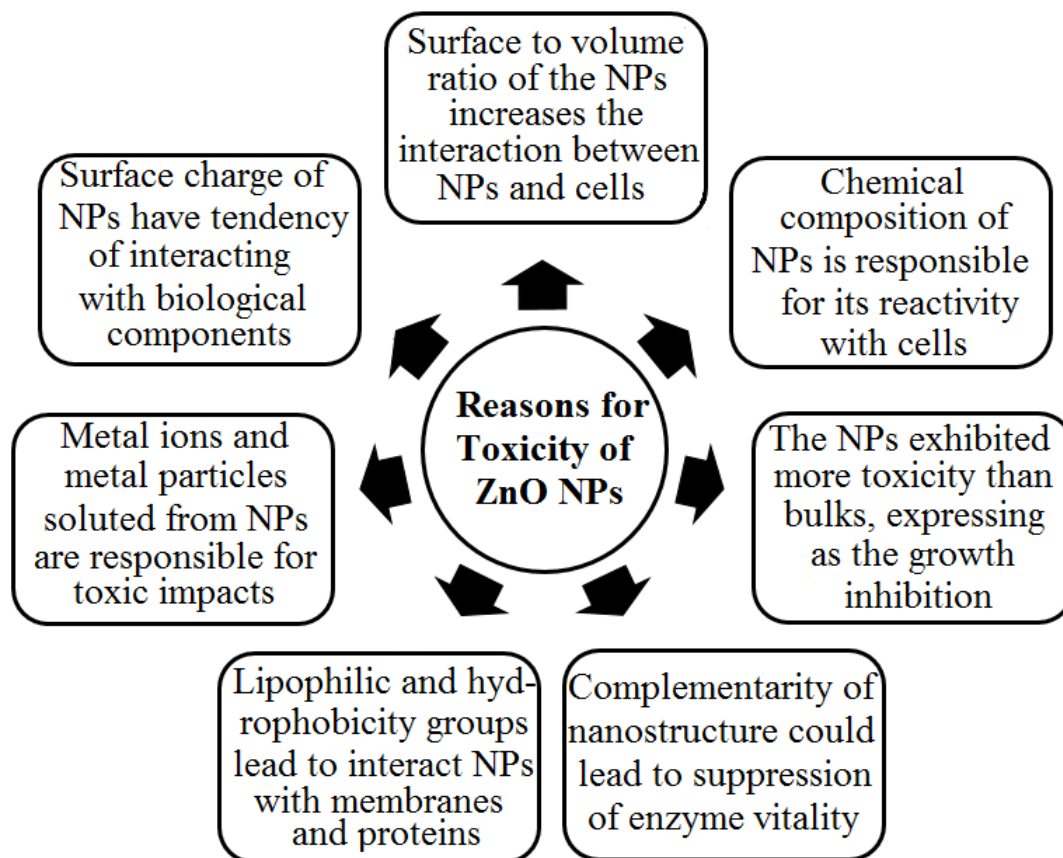 Surface to volume
ratio of the NPs
increases the
interaction between
NPs and cells
Surface charge of
NPs have tendency
of interacting
with biological
components
Chemical
composition of
NPs is responsible
for its reactivity
with cells
Reasons for
Toxicity of
ZnO NPs
Metal ions and
metal particles
soluted from NPs
are responsible for
toxic impacts
The NPs exhibited
more toxicity than
bulks, expressing
as the growth
inhibition
Lipophilic and hyd-
rophobicity groups
lead to interact NPs
with membranes
and proteins
Complementarity of
nanostructure could
lead to suppression
of enzyme vitality